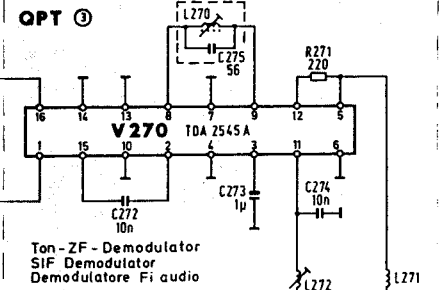 QPT ③
L270
C275
56
R271
220
16 14 13 8 7 9 12 5
V270 TDA 2545A
1 15 10 2 4 3 11 6
C272
10n
C273
1µ
C274
10n
Ton-ZF-Demodulator
SIF Demodulator
Demodulatore Fi audio
L272
L271